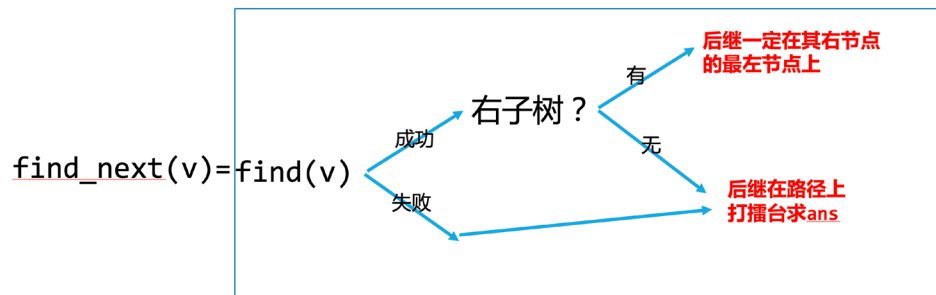 后继一定在其右节点
的最左节点上
有
右子树？
成功
无
find_next(v)=find(v)
失败
后继在路径上
打擂台求ans